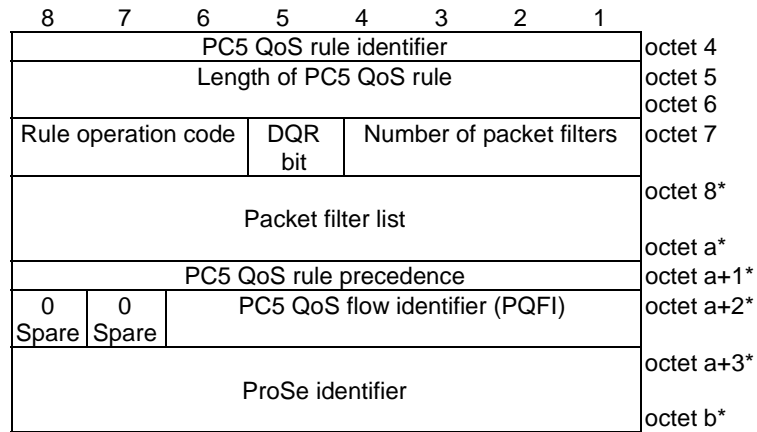 8 7 6 5 4 3 2 1
PC5 QoS rule identifier octet 4
Length of PC5 QoS rule octet 5
octet 6
Rule operation code DQR bit Number of packet filters octet 7
octet 8*
Packet filter list
octet a*
PC5 QoS rule precedence octet a+1*
0 Spare 0 Spare PC5 QoS flow identifier (PQFI) octet a+2*
octet a+3*
ProSe identifier
octet b*